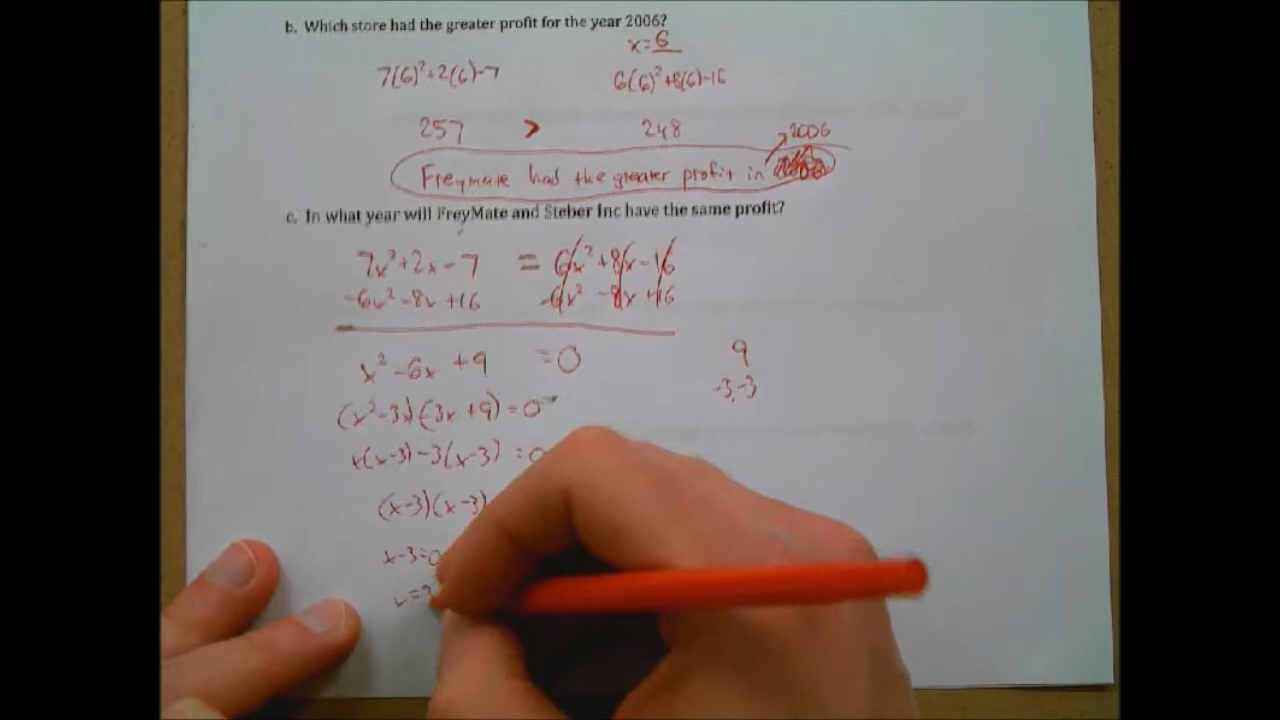 b. Which store had the greater profit for the year 2006?
x=6
7(6)²+2(6)-7 6(6)²+8(6)-16
257 > 248 2006
Freymate had the greater profit in
c. In what year will FreyMate and Steber Inc have the same profit?
7x²+2x-7 = 6x²+8x-16
-6x²-8x+16 -6x²-8x+16
x²-6x+9 =0 9
-3,-3
(x²-3x)(-3x+9)=0
x(x-3)-3(x-3)=0
(x-3)(x-3)
x-3=0
x=3